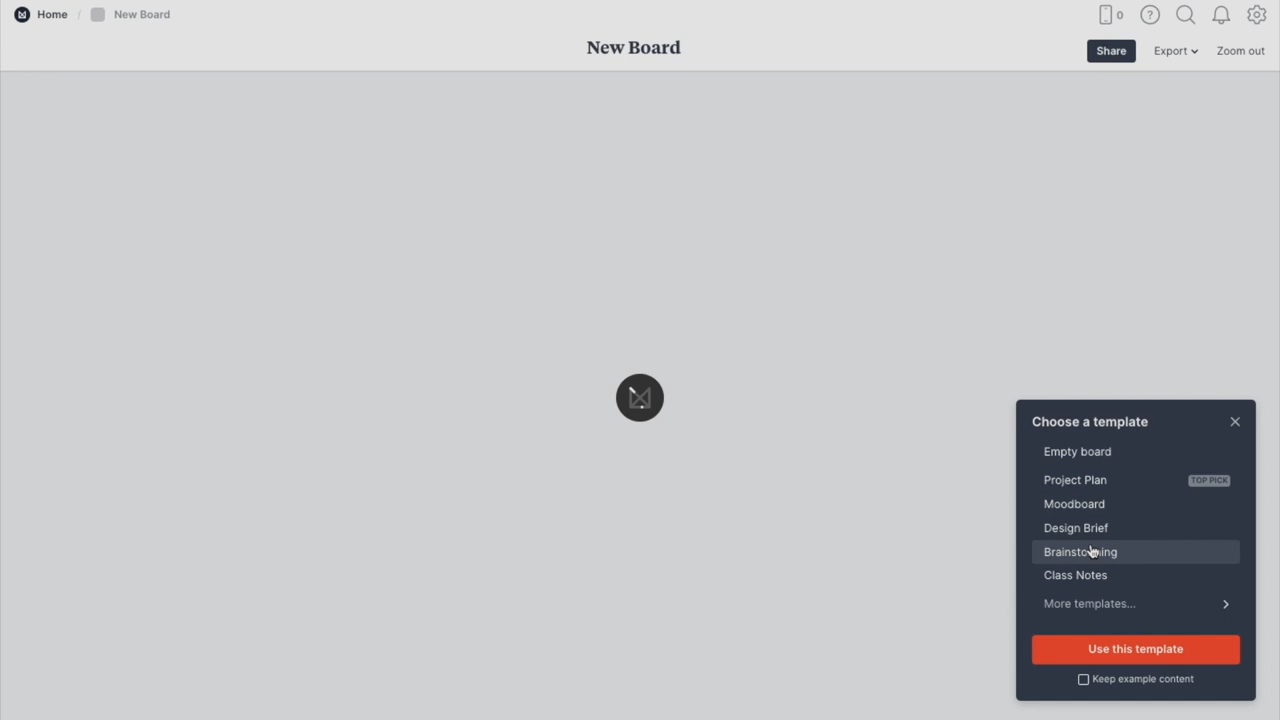 Home / New Board
0
New Board
Share Export Zoom out
Choose a template
Empty board
Project Plan TOP PICK
Moodboard
Design Brief
Brainstorming
Class Notes
More templates...
Use this template
Keep example content